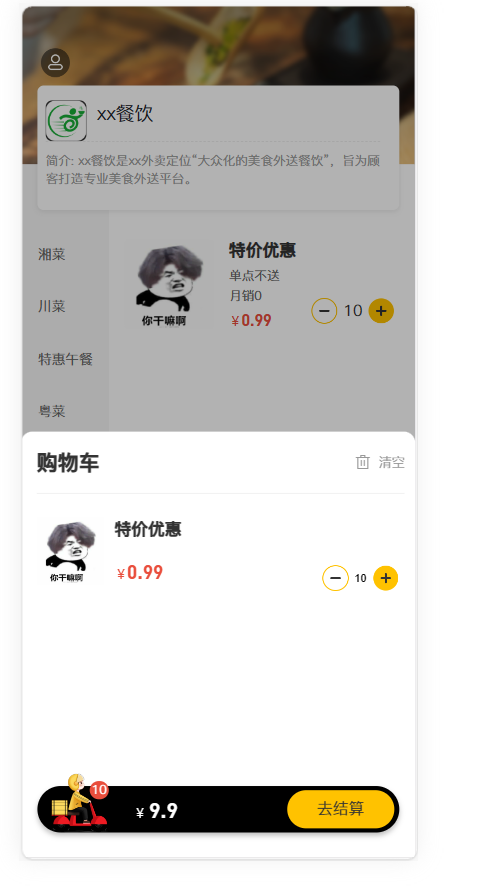 xx餐饮
简介: xx餐饮是xx外卖定位“大众化的美食外送餐饮”，旨为顾
客打造专业美食外送平台。
湘菜
川菜
特惠午餐
粤菜
你干嘛啊
特价优惠
单点不送
月销0
¥0.99
10
购物车
清空
你干嘛啊
特价优惠
¥0.99
10
10
¥ 9.9
去结算